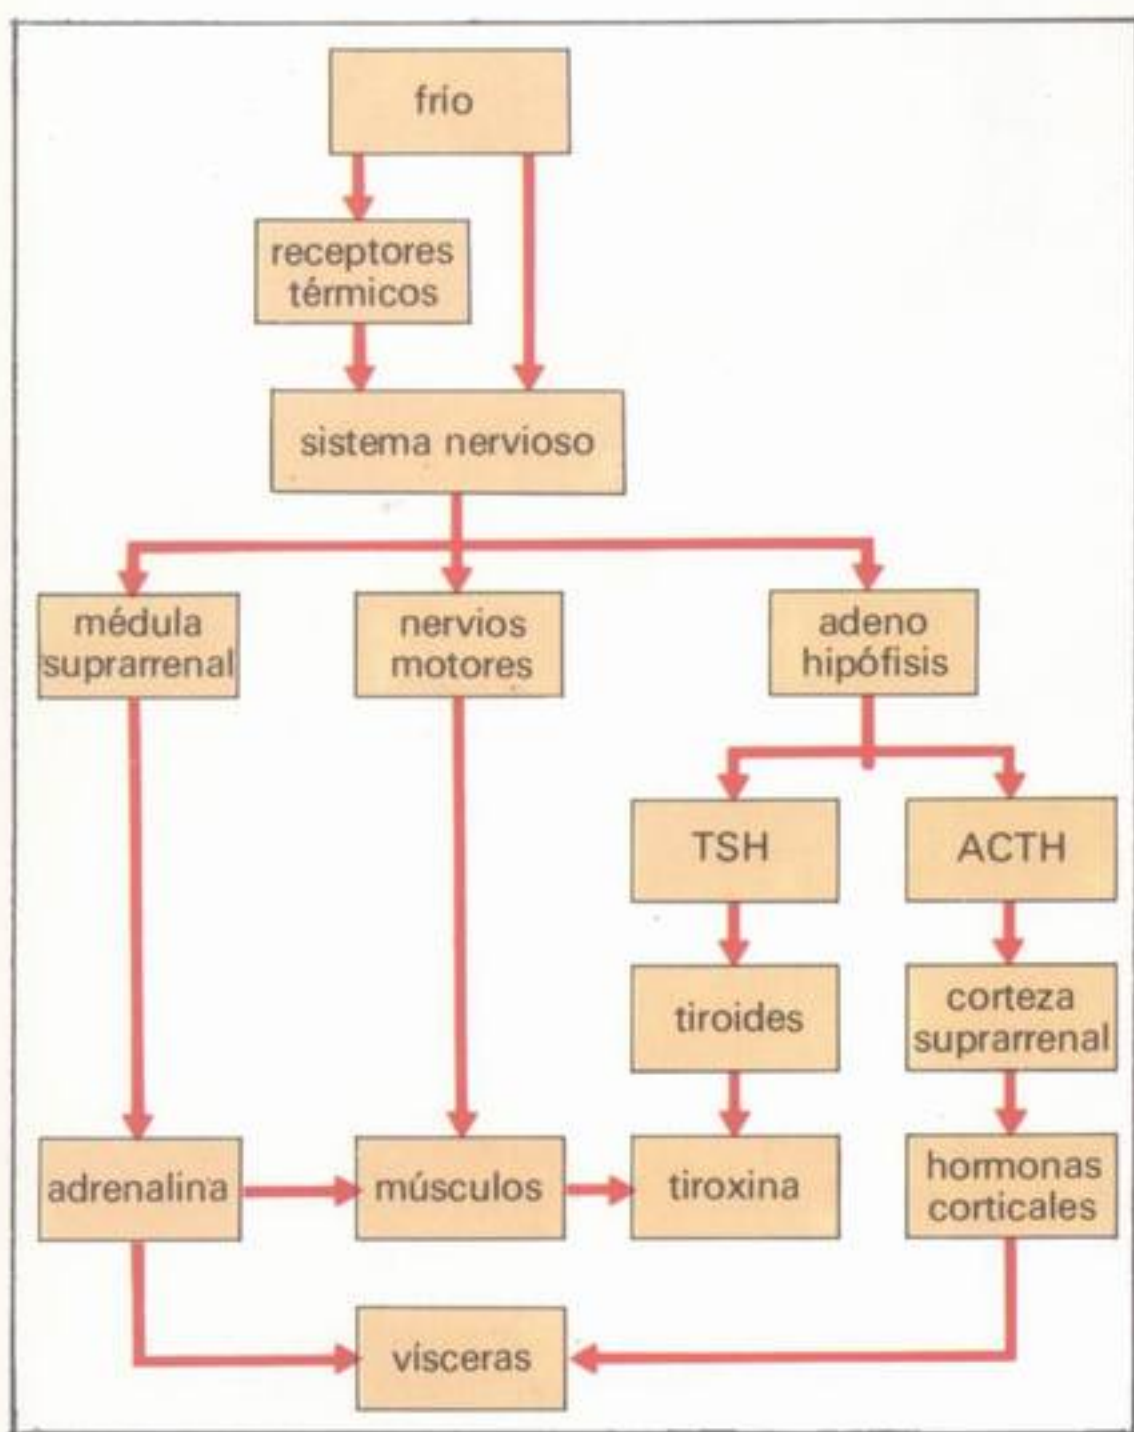 frío
receptores
térmicos
sistema nervioso
médula
suprarrenal
nervios
motores
adeno
hipófisis
TSH
ACTH
tiroides
corteza
suprarrenal
adrenalina
músculos
tiroxina
hormonas
corticales
vísceras